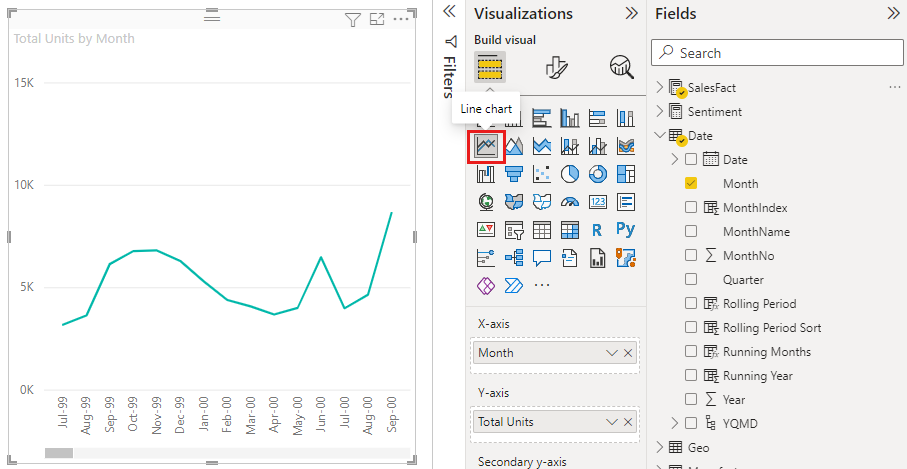 Total Units by Month
15K
10K
5K
0K
Jul-99
Aug-99
Sep-99
Oct-99
Nov-99
Dec-99
Jan-00
Feb-00
Mar-00
Apr-00
May-00
Jun-00
Jul-00
Aug-00
Sep-00
Filters
Visualizations
Build visual
Line chart
123
R
Py
X-axis
Month
Y-axis
Total Units
Secondary y-axis
Fields
Search
SalesFact
Sentiment
Date
Date
Month
MonthIndex
MonthName
MonthNo
Quarter
Rolling Period
Rolling Period Sort
Running Months
Running Year
Year
YQMD
Geo